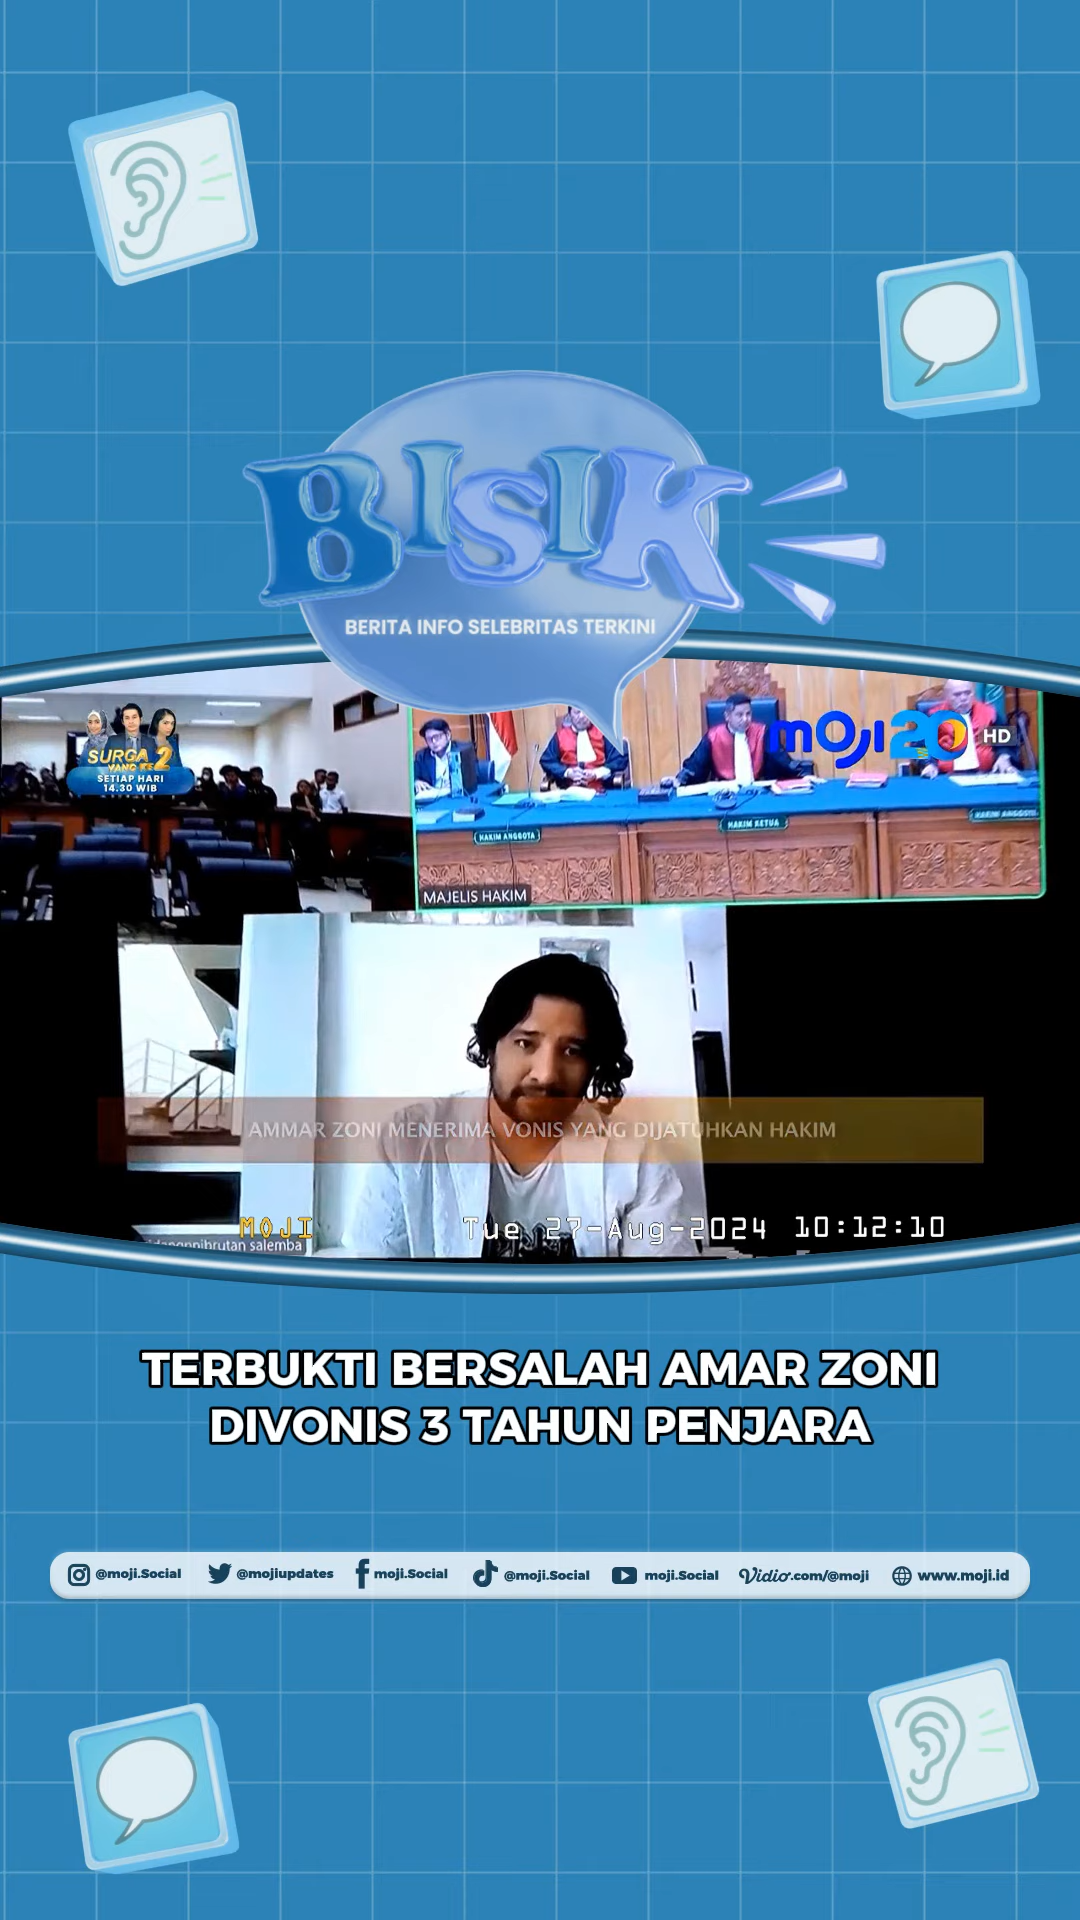 BISIK
BERITA INFO SELEBRITAS TERKINI
SURGA
YANG KE 2
SETIAP HARI
14.30 WIB
moji 20 HD
HAKIM ANGGOTA
HAKIM KETUA
HAKIM ANGGOTA
MAJELIS HAKIM
AMMAR ZONI MENERIMA VONIS YANG DIJATUHKAN HAKIM
MOJI Tue 27-Aug-2024 10:12:10
salemba
TERBUKTI BERSALAH AMAR ZONI
DIVONIS 3 TAHUN PENJARA
@moji.Social @mojiupdates moji.Social @moji.Social moji.Social Vidio.com/@moji www.moji.id